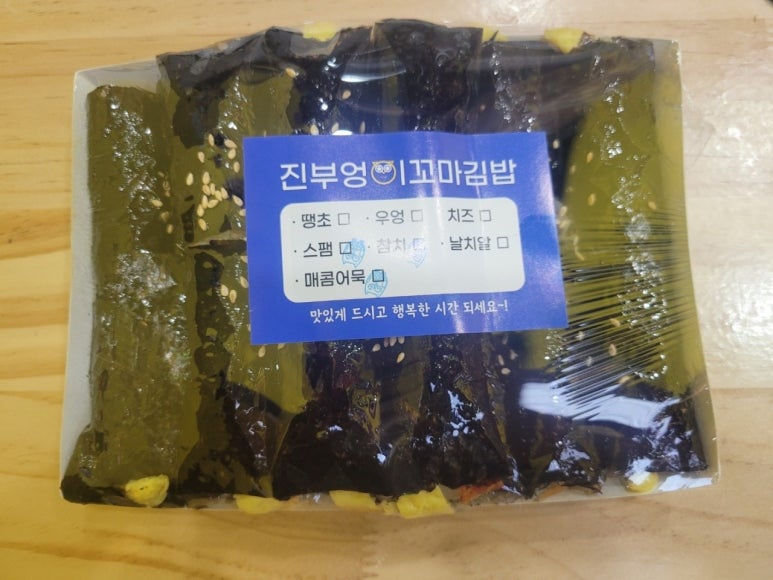 진부엉이꼬마김밥
· 땡초 □ · 우엉 □ · 치즈 □
· 스팸 □ · 참치 □ · 날치알 □
· 매콤어묵 □
맛있게 드시고 행복한 시간 되세요~!